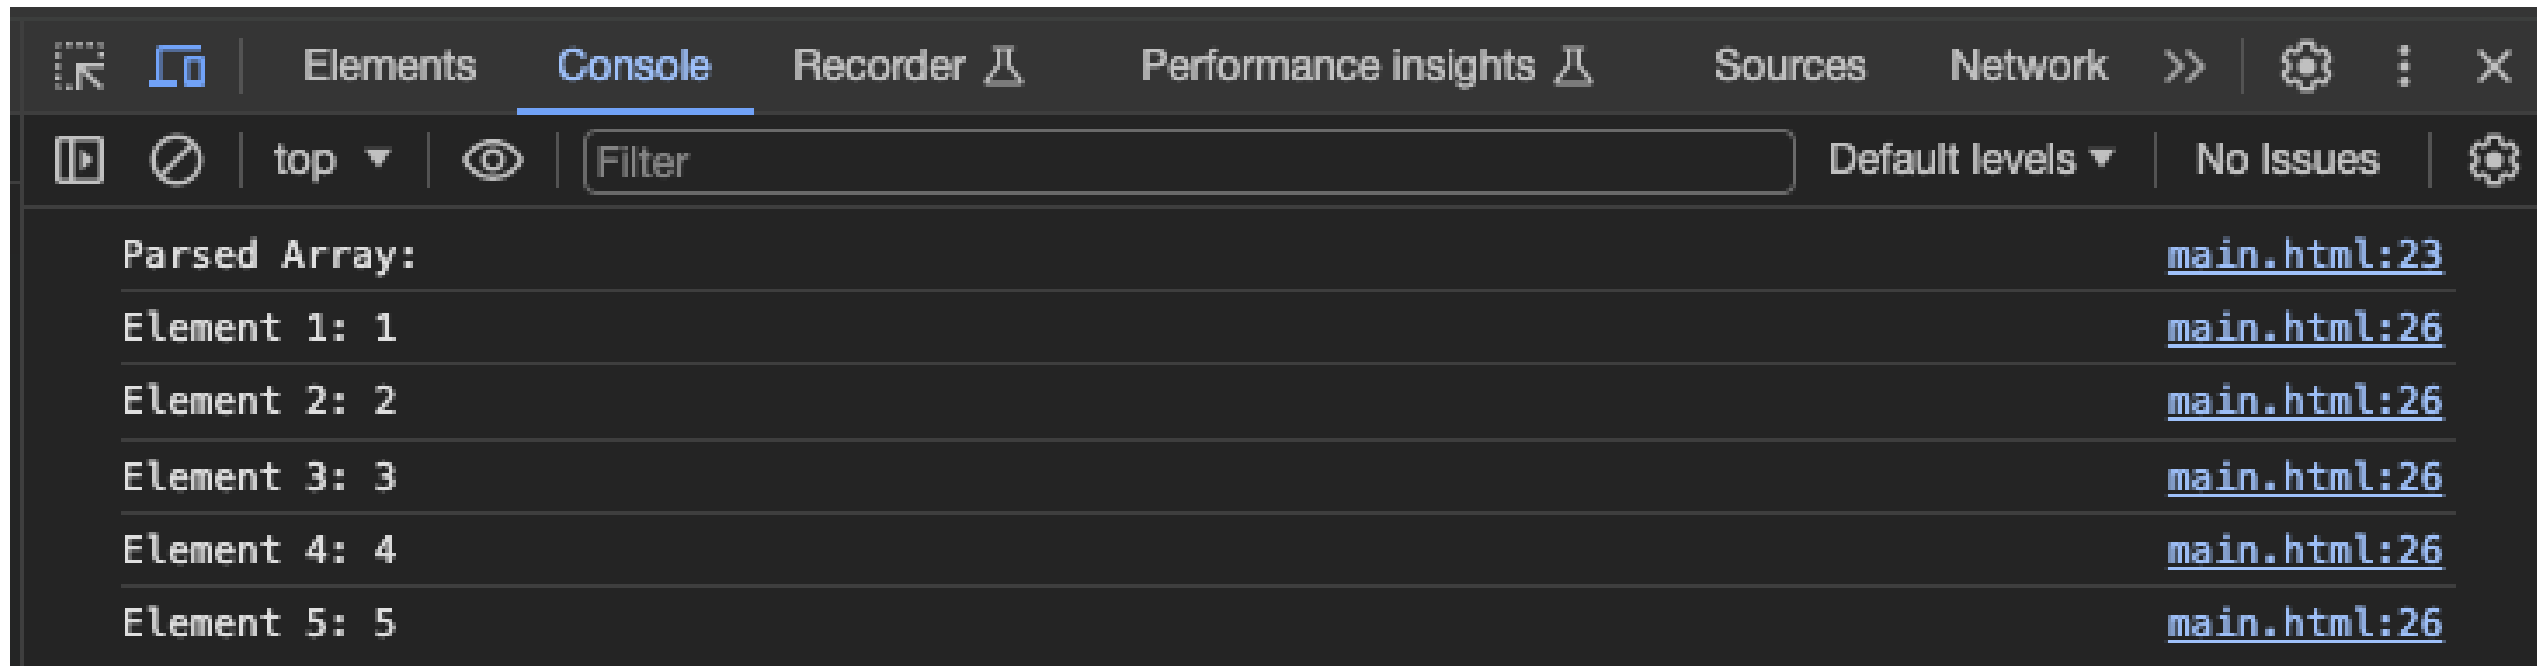 Elements Console Recorder Performance insights Sources Network
top Filter Default levels No Issues
Parsed Array: main.html:23
Element 1: 1 main.html:26
Element 2: 2 main.html:26
Element 3: 3 main.html:26
Element 4: 4 main.html:26
Element 5: 5 main.html:26